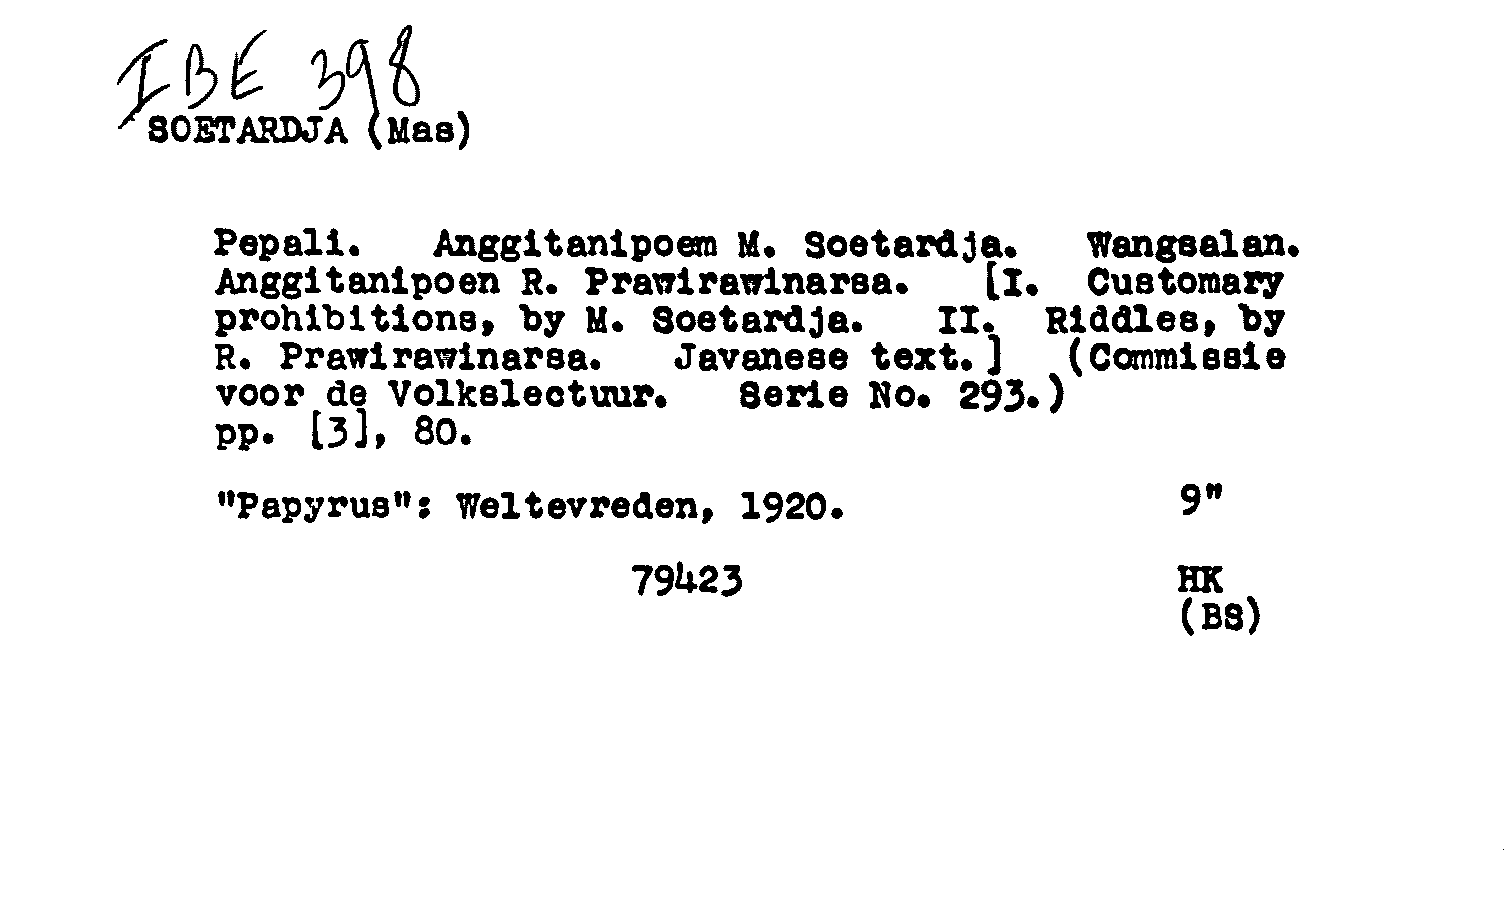 IBE 398
SOETARDJA (Mas)
Pepali. Anggitanipoem M. Soetardja. Wangsalan.
Anggitanipoen R. Prawirawinarsa. [I. Customary
prohibitions, by M. Soetardja. II. Riddles, by
R. Prawirawinarsa. Javanese text.] (Commissie
voor de Volkslectuur. Serie No. 293.)
pp. [3], 80.
"Papyrus": Weltevreden, 1920. 9"
79423 HK
(BS)